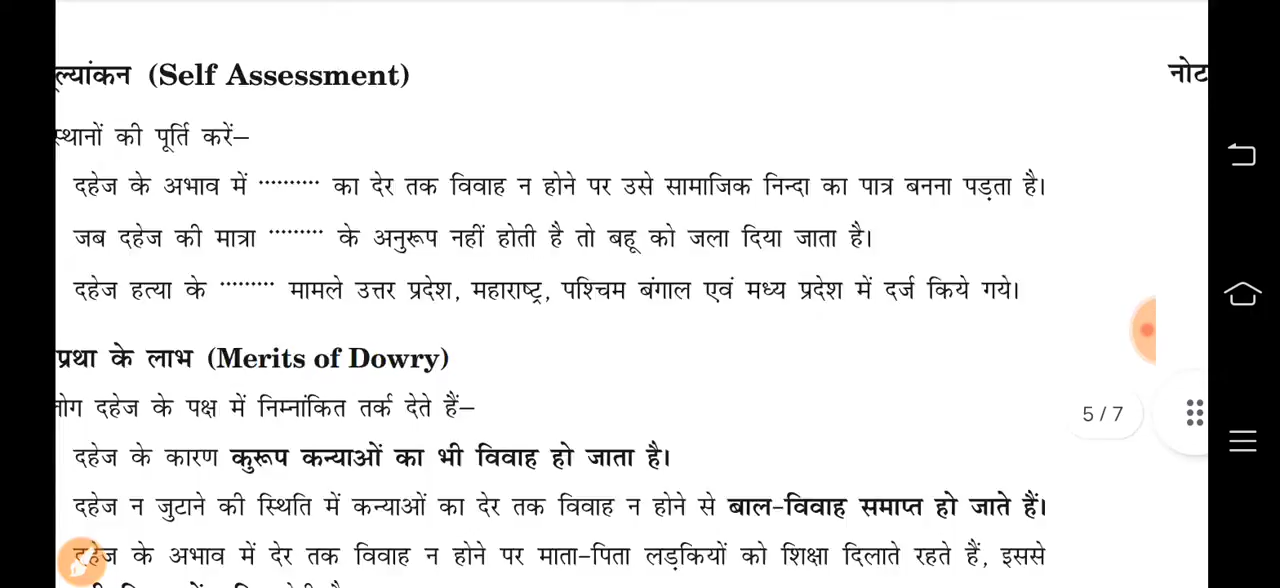 ल्यांकन (Self Assessment)
नोट
स्थानों की पूर्ति करें–
दहेज के अभाव में ·········· का देर तक विवाह न होने पर उसे सामाजिक निन्दा का पात्र बनना पड़ता है।
जब दहेज की मात्रा ········· के अनुरूप नहीं होती है तो बहू को जला दिया जाता है।
दहेज हत्या के ········· मामले उत्तर प्रदेश, महाराष्ट्र, पश्चिम बंगाल एवं मध्य प्रदेश में दर्ज किये गये।
प्रथा के लाभ (Merits of Dowry)
लोग दहेज के पक्ष में निम्नांकित तर्क देते हैं–
5 / 7
दहेज के कारण कुरूप कन्याओं का भी विवाह हो जाता है।
दहेज न जुटाने की स्थिति में कन्याओं का देर तक विवाह न होने से बाल-विवाह समाप्त हो जाते हैं।
दहेज के अभाव में देर तक विवाह न होने पर माता-पिता लड़कियों को शिक्षा दिलाते रहते हैं, इससे